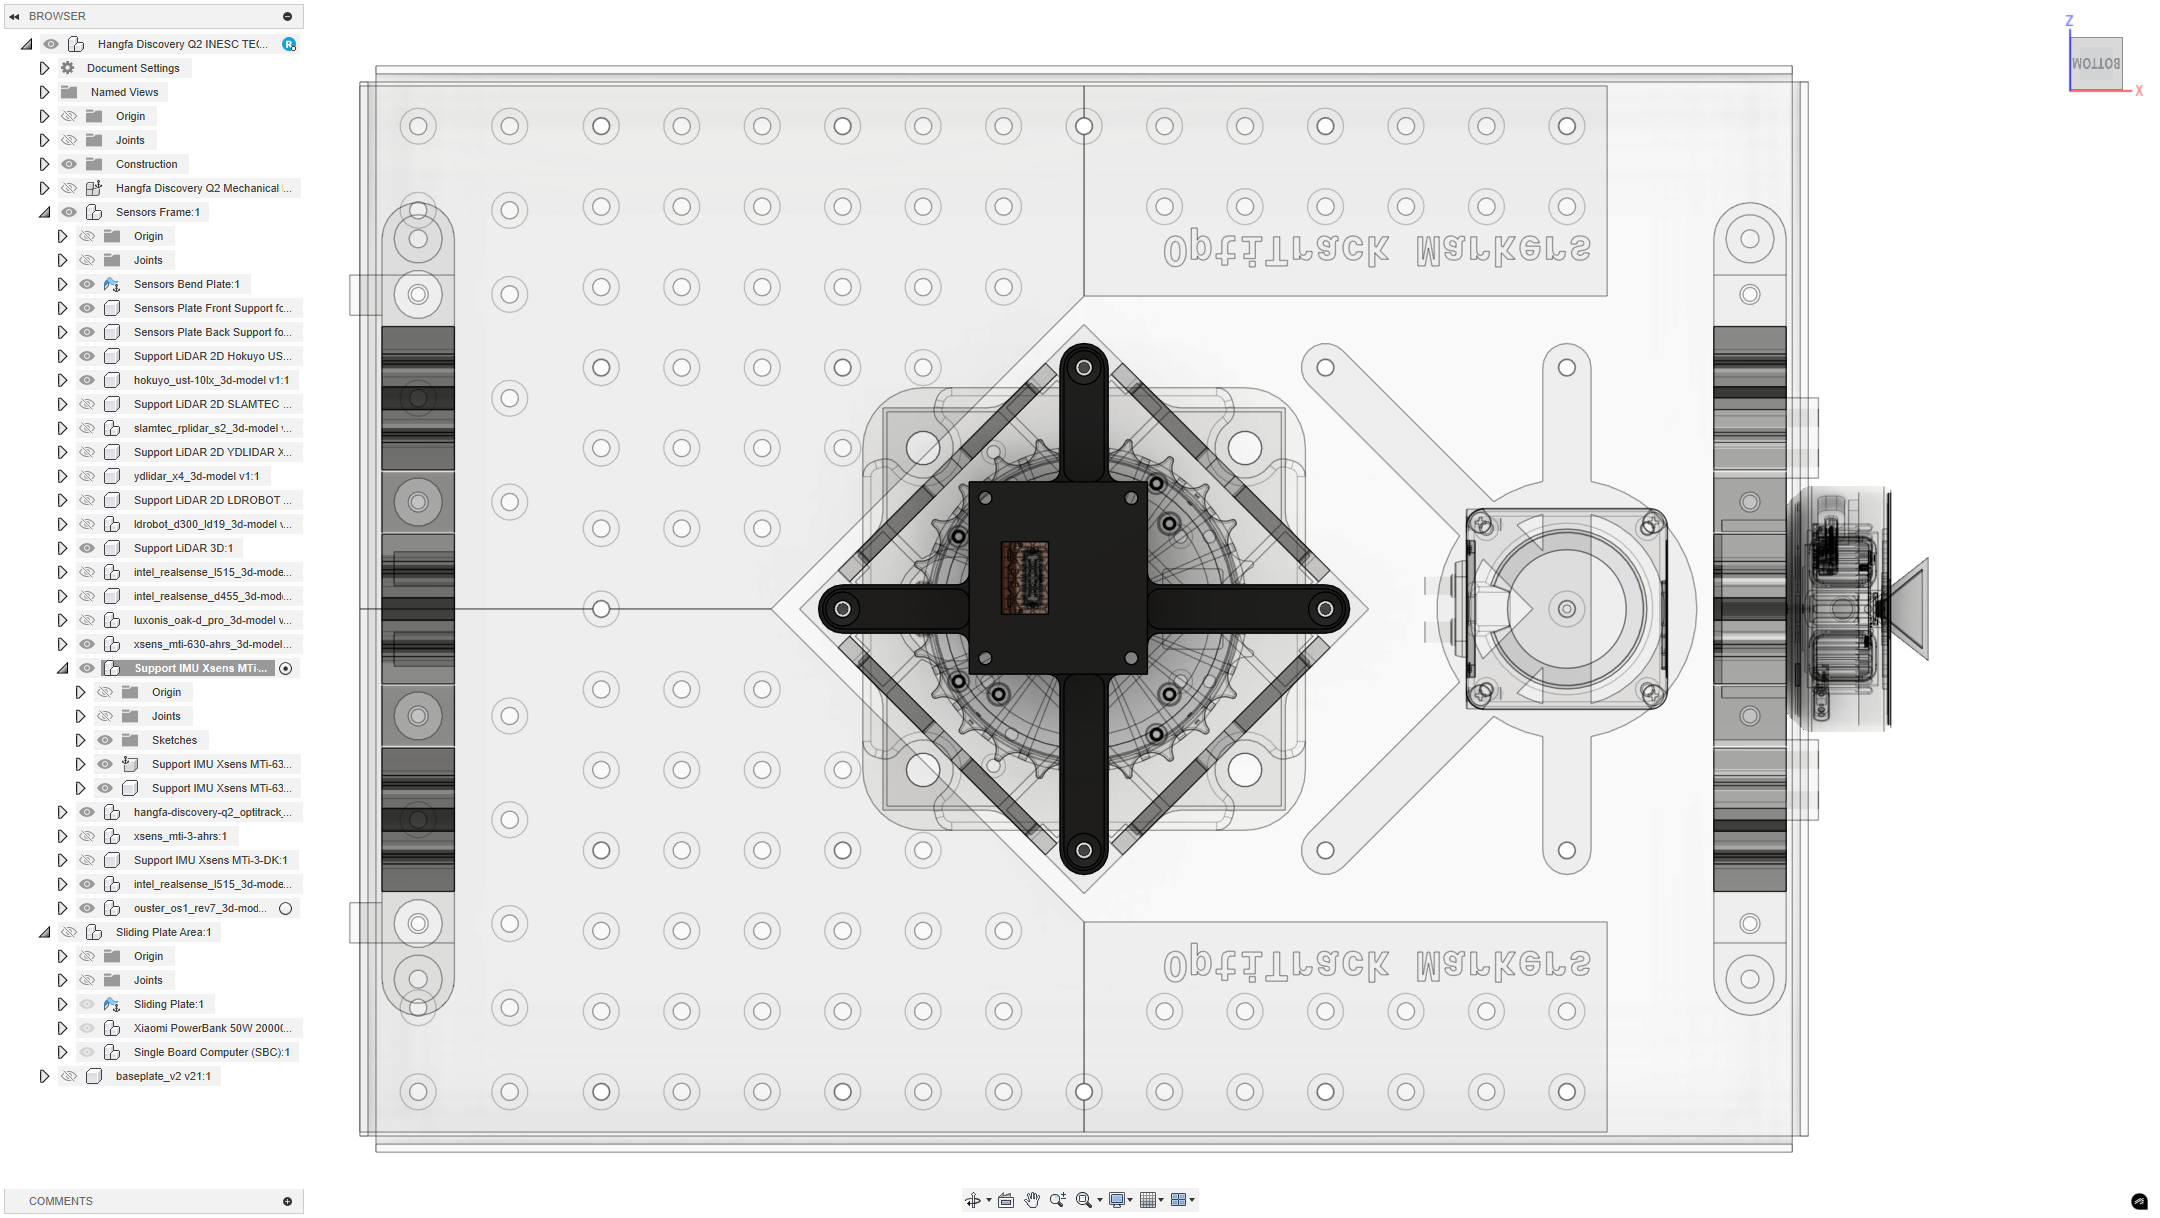 BROWSER
Hangfa Discovery Q2 INESC TE(...
Document Settings
Named Views
Origin
Joints
Construction
Hangfa Discovery Q2 Mechanical ...
Sensors Frame:1
Origin
Joints
Sensors Bend Plate:1
Sensors Plate Front Support fc...
Sensors Plate Back Support fo...
Support LiDAR 2D Hokuyo US...
hokuyo_ust-10lx_3d-model v1:1
Support LiDAR 2D SLAMTEC ...
slamtec_rplidar_s2_3d-model ...
Support LiDAR 2D YDLIDAR X...
ydlidar_x4_3d-model v1:1
Support LiDAR 2D LDROBOT ...
ldrobot_d300_ld19_3d-model v...
Support LiDAR 3D:1
intel_realsense_l515_3d-mode...
intel_realsense_d455_3d-mod...
luxonis_oak-d_pro_3d-model v...
xsens_mti-630-ahrs_3d-model...
Support IMU Xsens MTi-...
Origin
Joints
Sketches
Support IMU Xsens MTi-63...
Support IMU Xsens MTi-63...
hangfa-discovery-q2_optitrack_...
xsens_mti-3-ahrs:1
Support IMU Xsens MTi-3-DK:1
intel_realsense_l515_3d-mode...
ouster_os1_rev7_3d-mod...
Sliding Plate Area:1
Origin
Joints
Sliding Plate:1
Xiaomi PowerBank 50W 2000(...
Single Board Computer (SBC):1
baseplate_v2 v21:1
COMMENTS
OptiTrack Markers
OptiTrack Markers
Z
BOTTOM
X